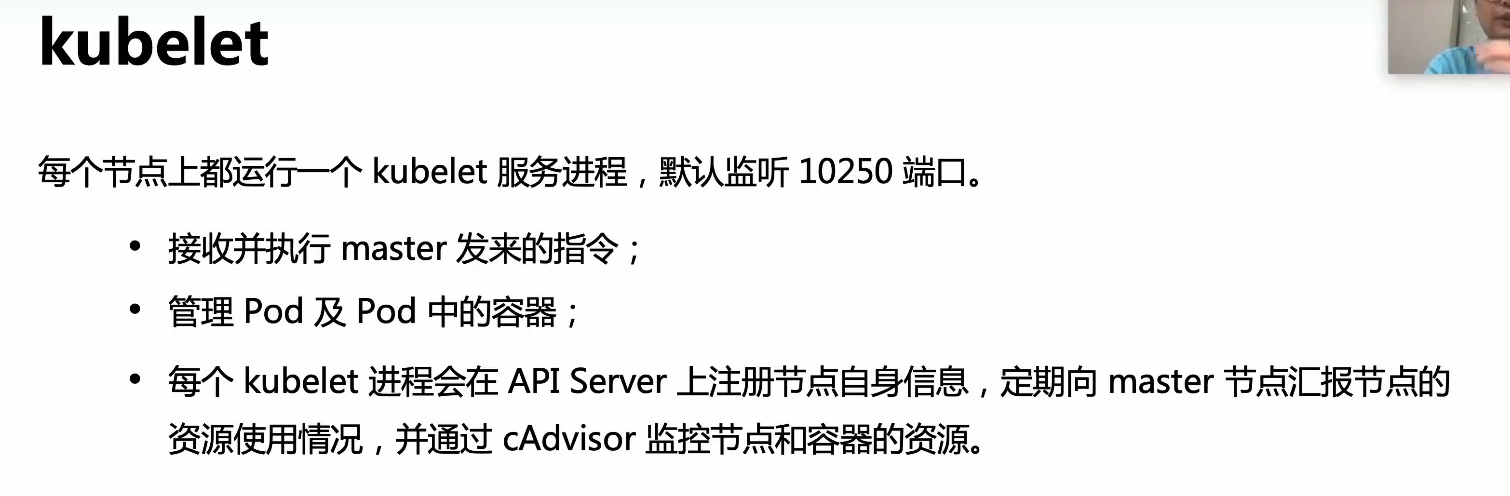 kubelet
每个节点上都运行一个 kubelet 服务进程，默认监听 10250 端口。
• 接收并执行 master 发来的指令；
• 管理 Pod 及 Pod 中的容器；
• 每个 kubelet 进程会在 API Server 上注册节点自身信息，定期向 master 节点汇报节点的
资源使用情况，并通过 cAdvisor 监控节点和容器的资源。